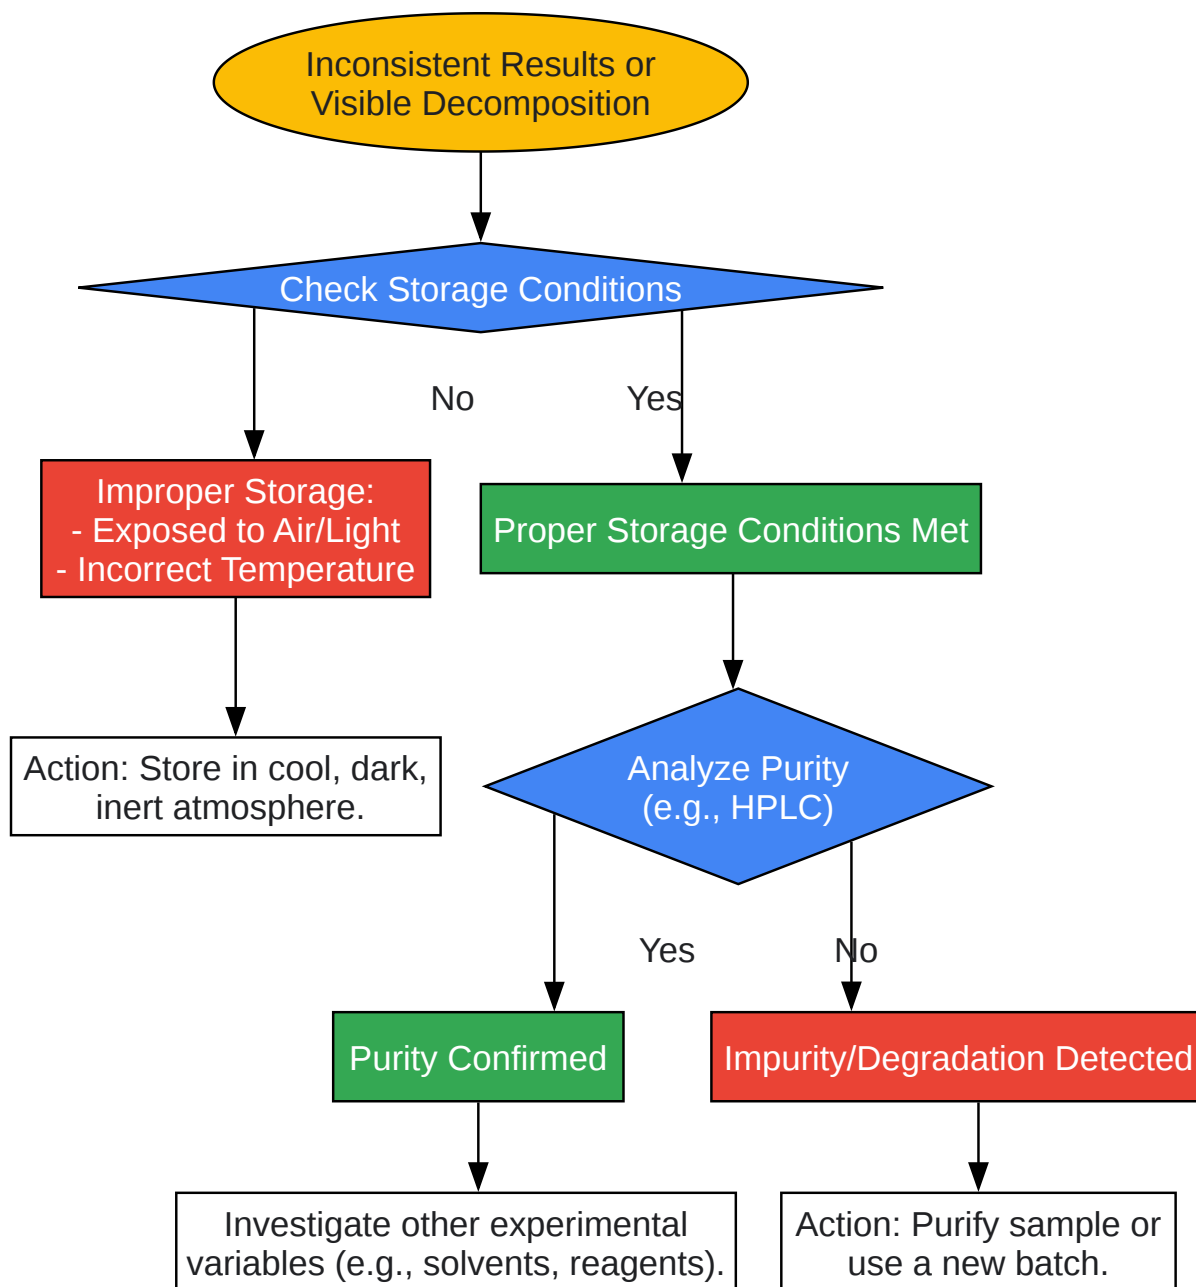 Inconsistent Results or
Visible Decomposition
Check Storage Conditions
No
Yes
Improper Storage:
- Exposed to Air/Light
- Incorrect Temperature
Proper Storage Conditions Met
Action: Store in cool, dark,
inert atmosphere.
Analyze Purity
(e.g., HPLC)
Yes
No
Purity Confirmed
Impurity/Degradation Detected
Investigate other experimental
variables (e.g., solvents, reagents).
Action: Purify sample or
use a new batch.